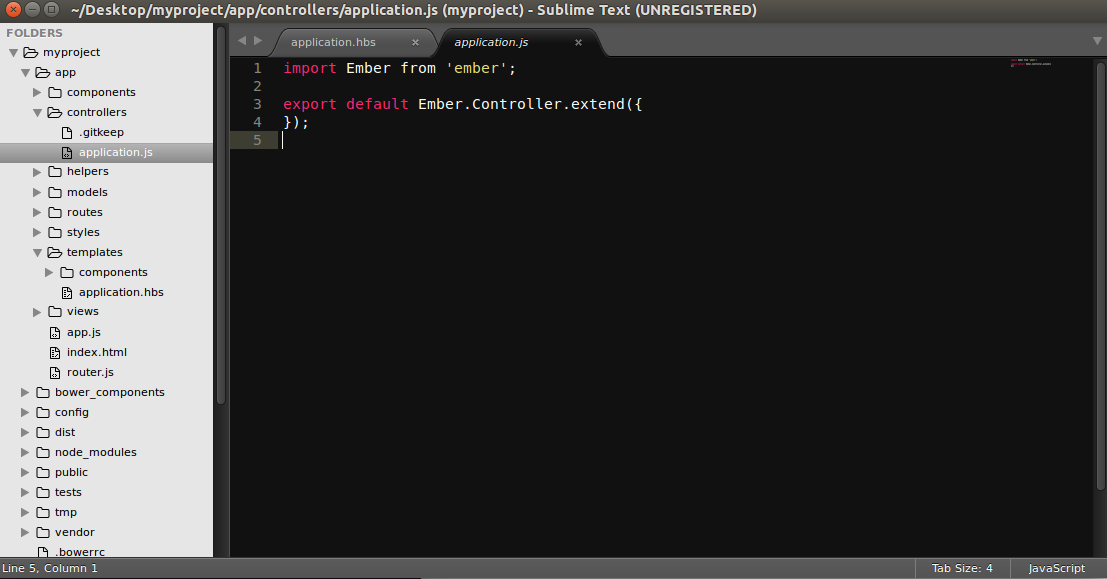 ~/Desktop/myproject/app/controllers/application.js (myproject) - Sublime Text (UNREGISTERED)
FOLDERS
myproject
app
components
controllers
.gitkeep
application.js
helpers
models
routes
styles
templates
components
application.hbs
views
app.js
index.html
router.js
bower_components
config
dist
node_modules
public
tests
tmp
vendor
.bowerrc
application.hbs
application.js
1 import Ember from 'ember';
2
3 export default Ember.Controller.extend({
4 });
5
Line 5, Column 1
Tab Size: 4
JavaScript